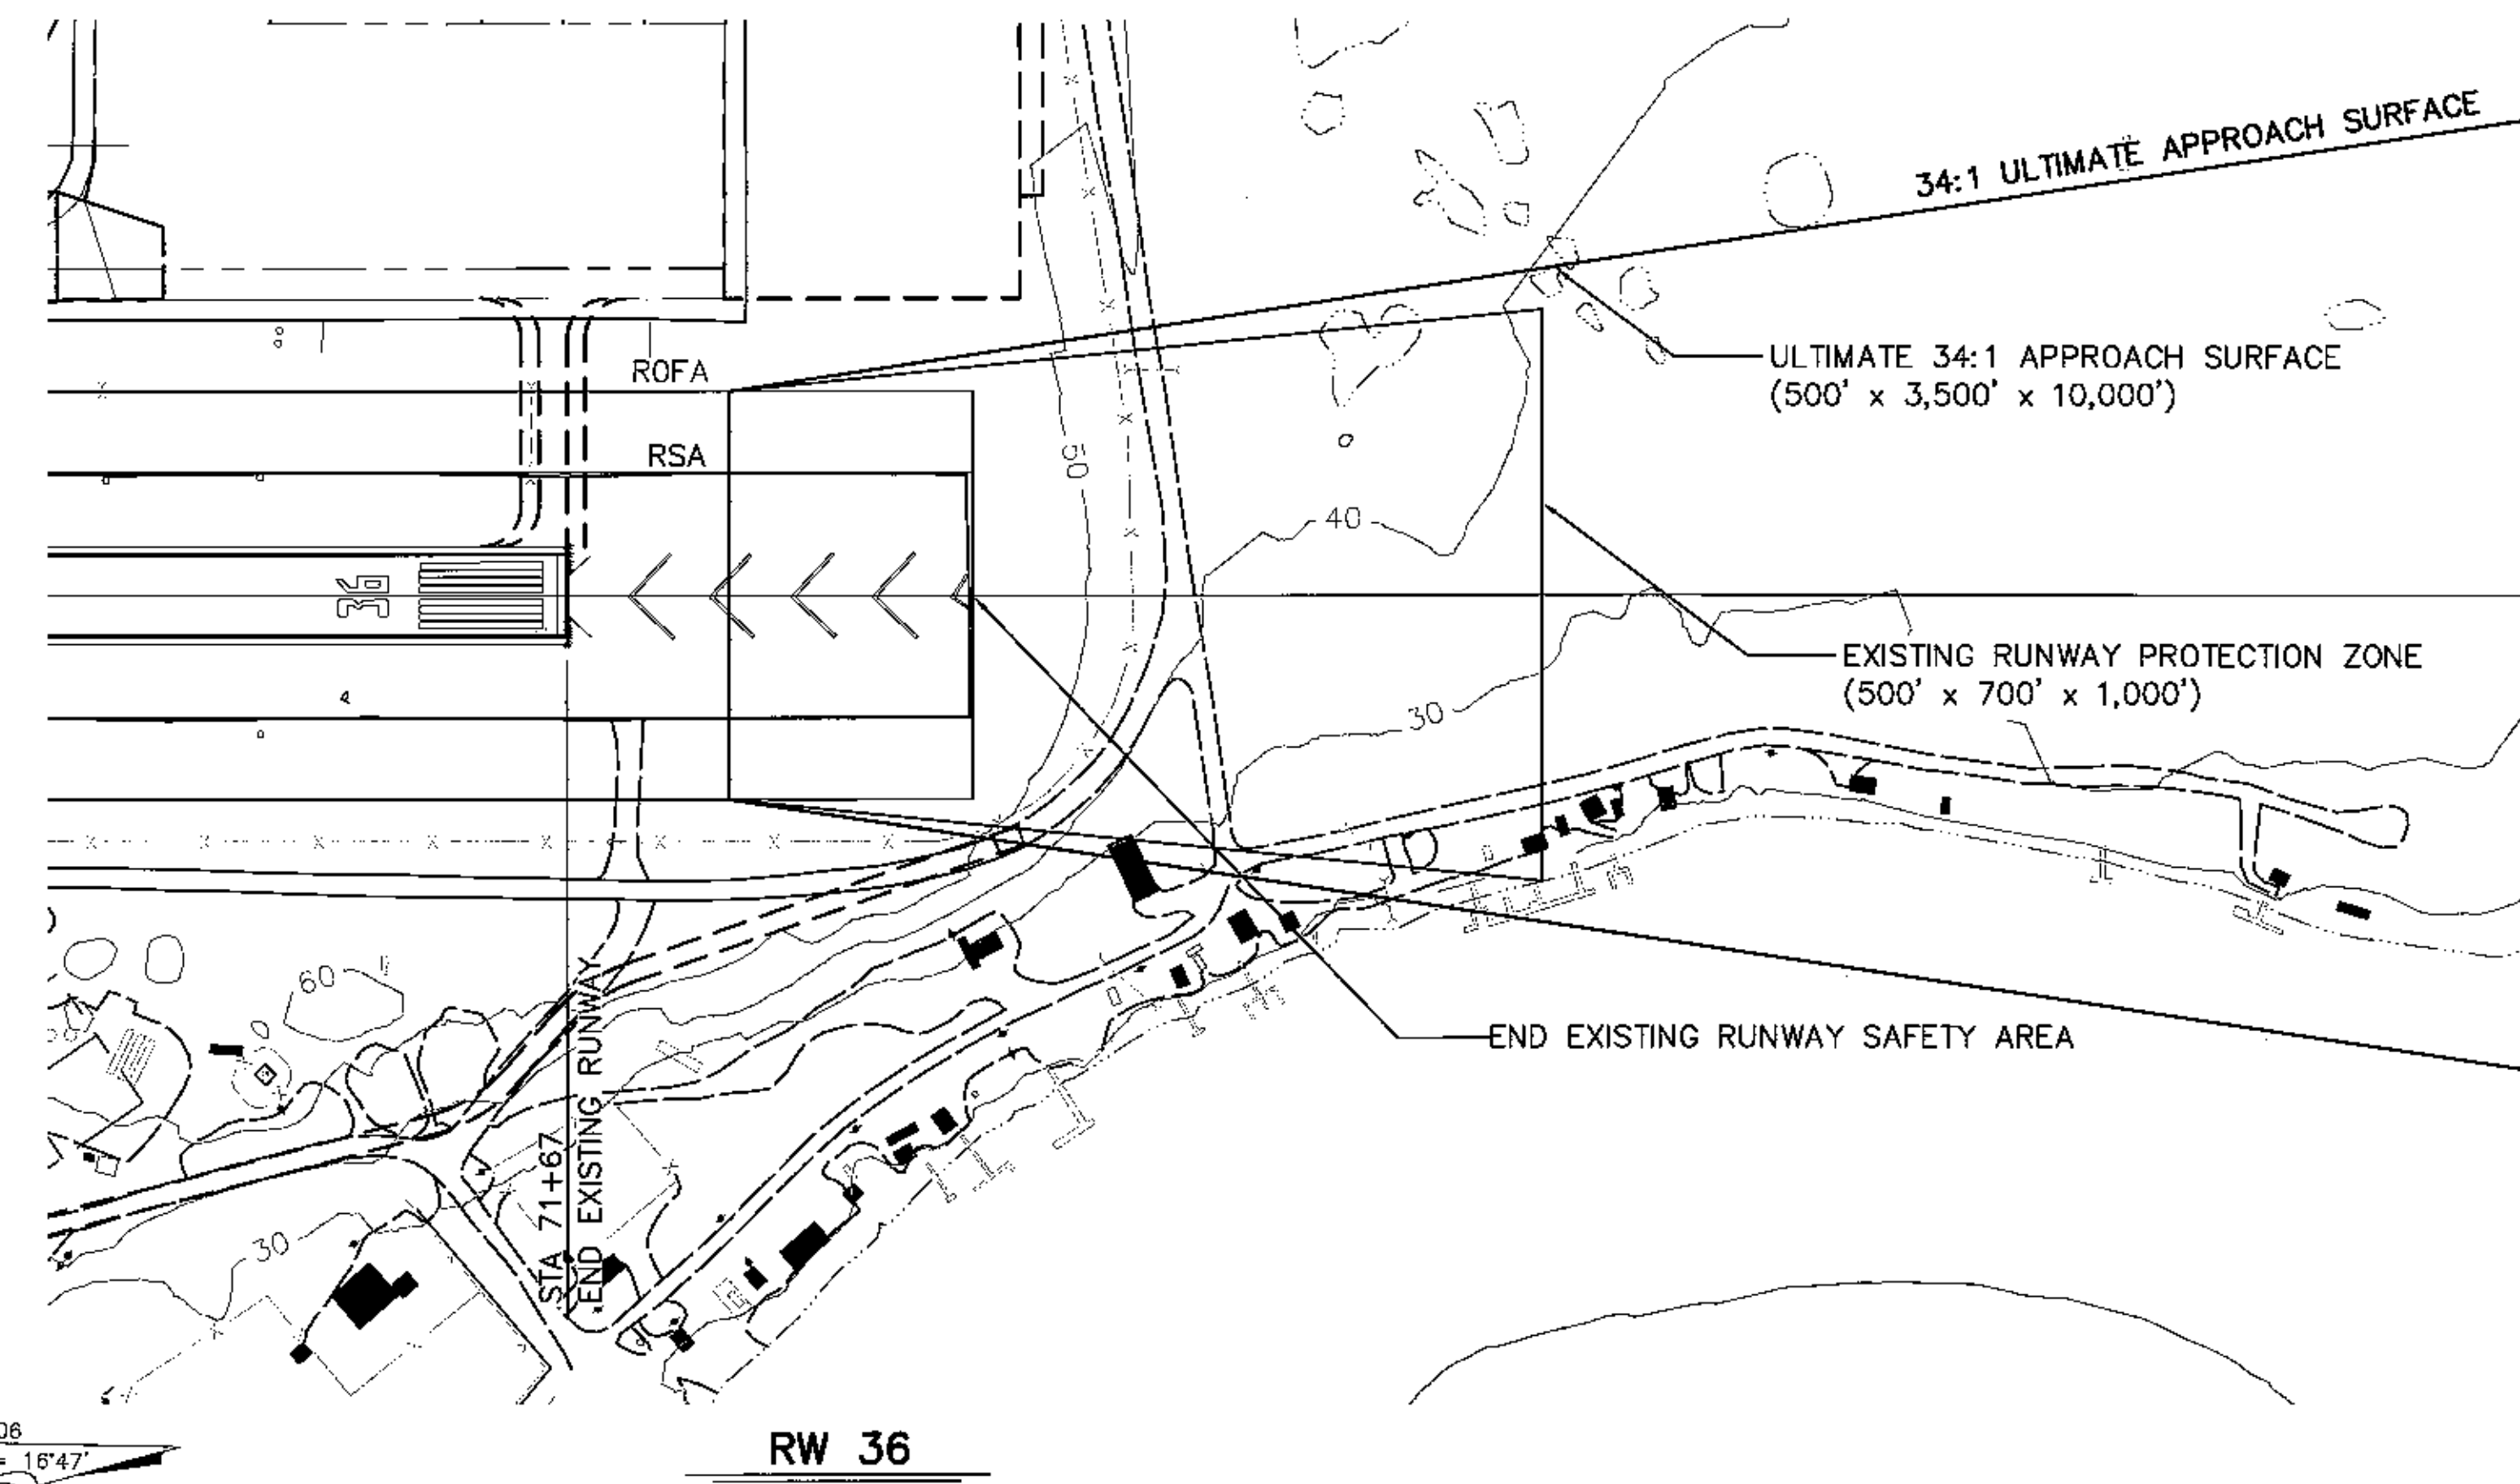 34:1 ULTIMATE APPROACH SURFACE
ROFA
ULTIMATE 34:1 APPROACH SURFACE
(500' x 3,500' x 10,000')
RSA
50
40
36
EXISTING RUNWAY PROTECTION ZONE
(500' x 700' x 1,000')
30
60
END EXISTING RUNWAY SAFETY AREA
STA 71+67
END EXISTING RUNWAY
30
06
= 16°47'
RW 36